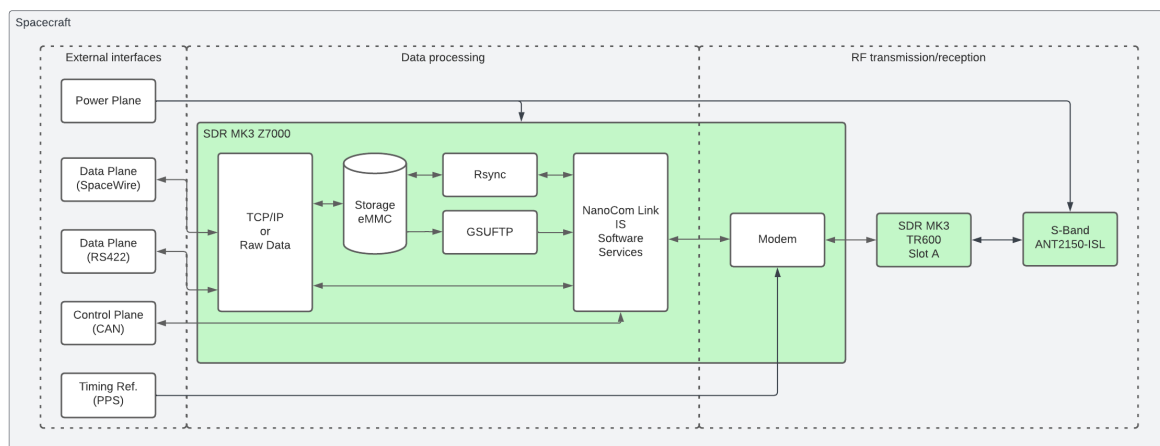 Spacecraft
External interfaces
Data processing
RF transmission/reception
Power Plane
SDR MK3 Z7000
Data Plane
(SpaceWire)
TCP/IP
or
Raw Data
Storage
eMMC
Rsync
GSUFTP
NanoCom Link
IS
Software
Services
Modem
SDR MK3
TR600
Slot A
S-Band
ANT2150-ISL
Data Plane
(RS422)
Control Plane
(CAN)
Timing Ref.
(PPS)